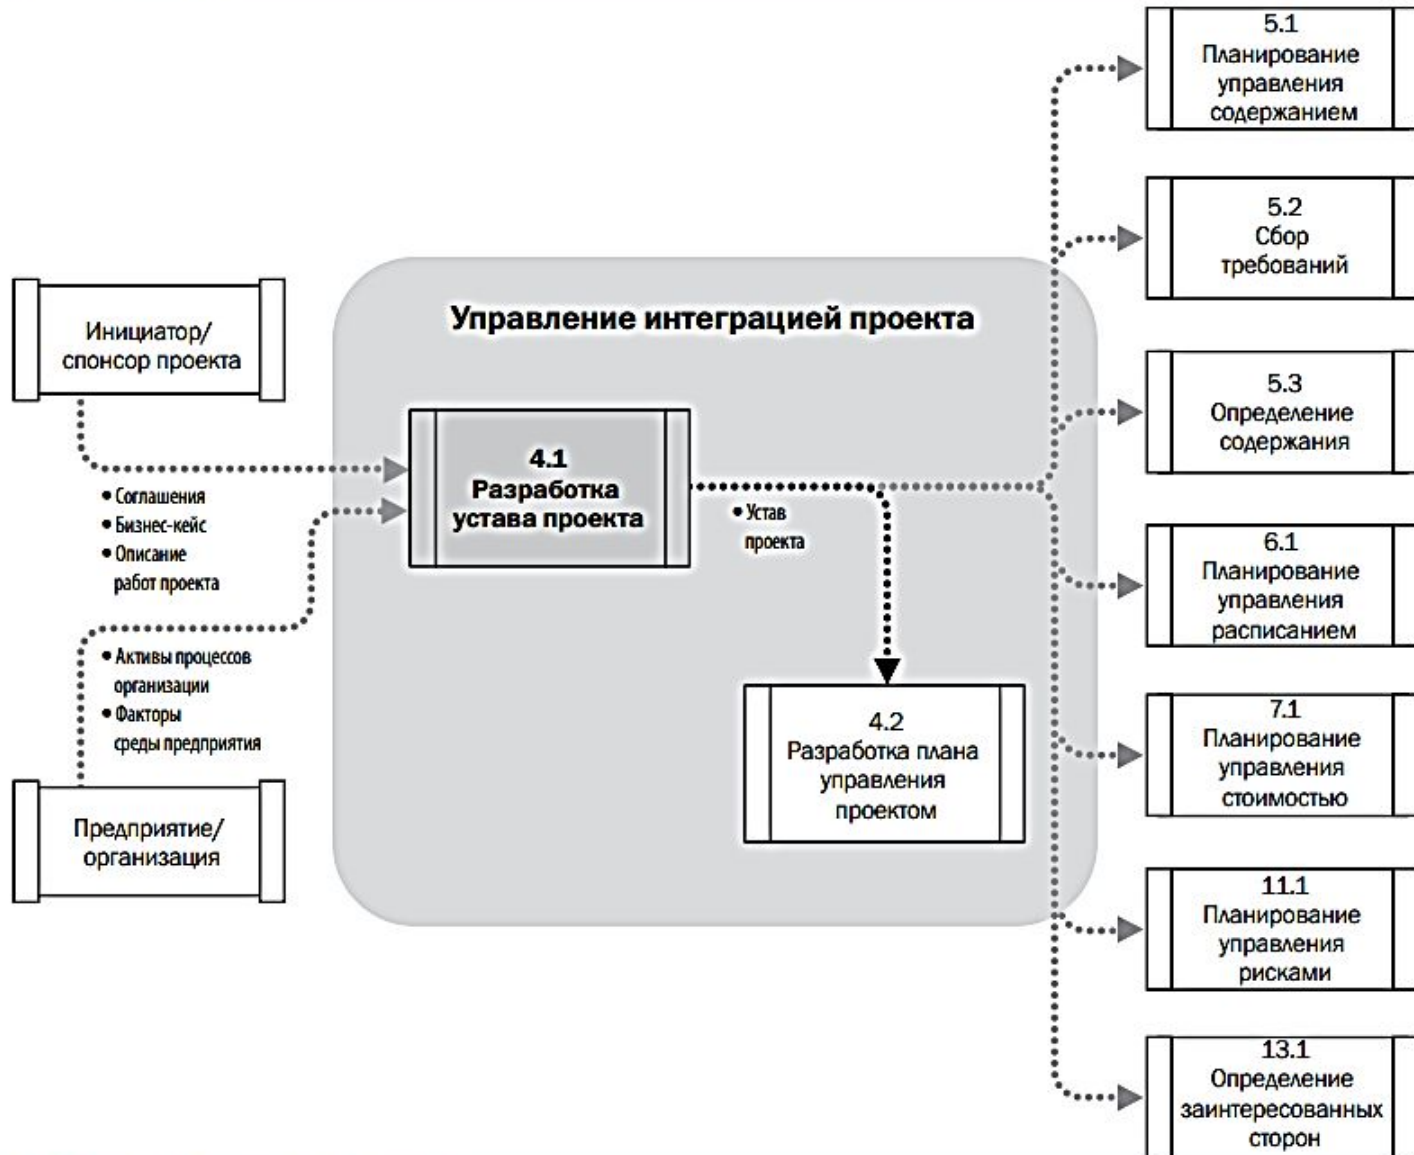 Инициатор/
спонсор проекта
• Соглашения
• Бизнес-кейс
• Описание
работ проекта
• Активы процессов
организации
• Факторы
среды предприятия
Предприятие/
организация
Управление интеграцией проекта
4.1
Разработка
устава проекта
• Устав
проекта
4.2
Разработка плана
управления
проектом
5.1
Планирование
управления
содержанием
5.2
Сбор
требований
5.3
Определение
содержания
6.1
Планирование
управления
расписанием
7.1
Планирование
управления
стоимостью
11.1
Планирование
управления
рисками
13.1
Определение
заинтересованных
сторон